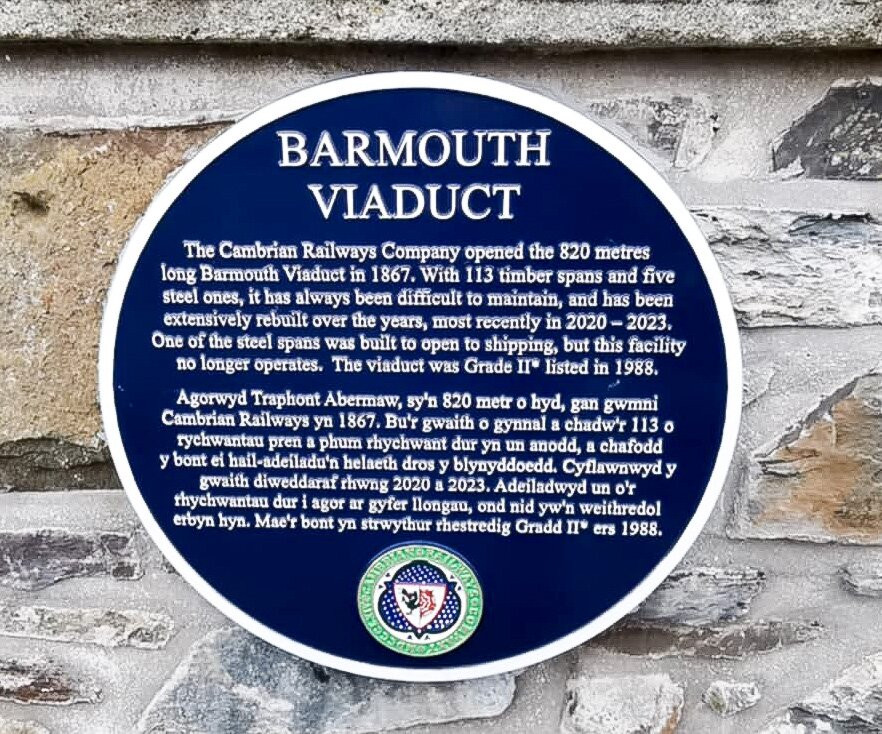 BARMOUTH
VIADUCT
The Cambrian Railways Company opened the 820 metres
long Barmouth Viaduct in 1867. With 113 timber spans and five
steel ones, it has always been difficult to maintain, and has been
extensively rebuilt over the years, most recently in 2020 – 2023.
One of the steel spans was built to open to shipping, but this facility
no longer operates. The viaduct was Grade II* listed in 1988.
Agorwyd Traphont Abermaw, sy'n 820 metr o hyd, gan gwmni
Cambrian Railways yn 1867. Bu'r gwaith o gynnal a chadw'r 113 o
rychwantau pren a phum rhychwant dur yn un anodd, a chafodd
y bont ei hail-adeiladu'n helaeth dros y blynyddoedd. Cyflawnwyd y
gwaith diweddaraf rhwng 2020 a 2023. Adeiladwyd un o'r
rhychwantau dur i agor ar gyfer llongau, ond nid yw'n weithredol
erbyn hyn. Mae'r bont yn strwythur rhestredig Gradd II* ers 1988.